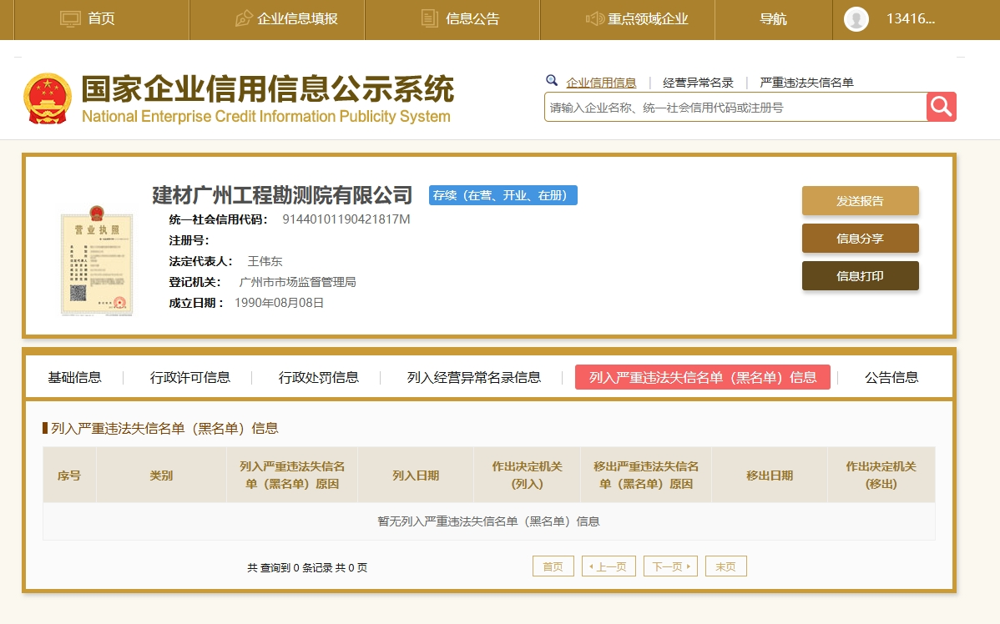 首页
企业信息填报
信息公告
重点领域企业
导航
13416...
国家企业信用信息公示系统
National Enterprise Credit Information Publicity System
企业信用信息 | 经营异常名录 | 严重违法失信名单
请输入企业名称、统一社会信用代码或注册号
营业执照
建材广州工程勘测院有限公司
存续（在营、开业、在册）
统一社会信用代码： 91440101190421817M
注册号：
法定代表人： 王伟东
登记机关： 广州市市场监督管理局
成立日期： 1990年08月08日
发送报告
信息分享
信息打印
基础信息
行政许可信息
行政处罚信息
列入经营异常名录信息
列入严重违法失信名单（黑名单）信息
公告信息
列入严重违法失信名单（黑名单）信息
序号
类别
列入严重违法失信名
单（黑名单）原因
列入日期
作出决定机关
(列入)
移出严重违法失信名
单（黑名单）原因
移出日期
作出决定机关
(移出)
暂无列入严重违法失信名单（黑名单）信息
共 查询到 0 条记录 共 0 页
首页
上一页
下一页
末页